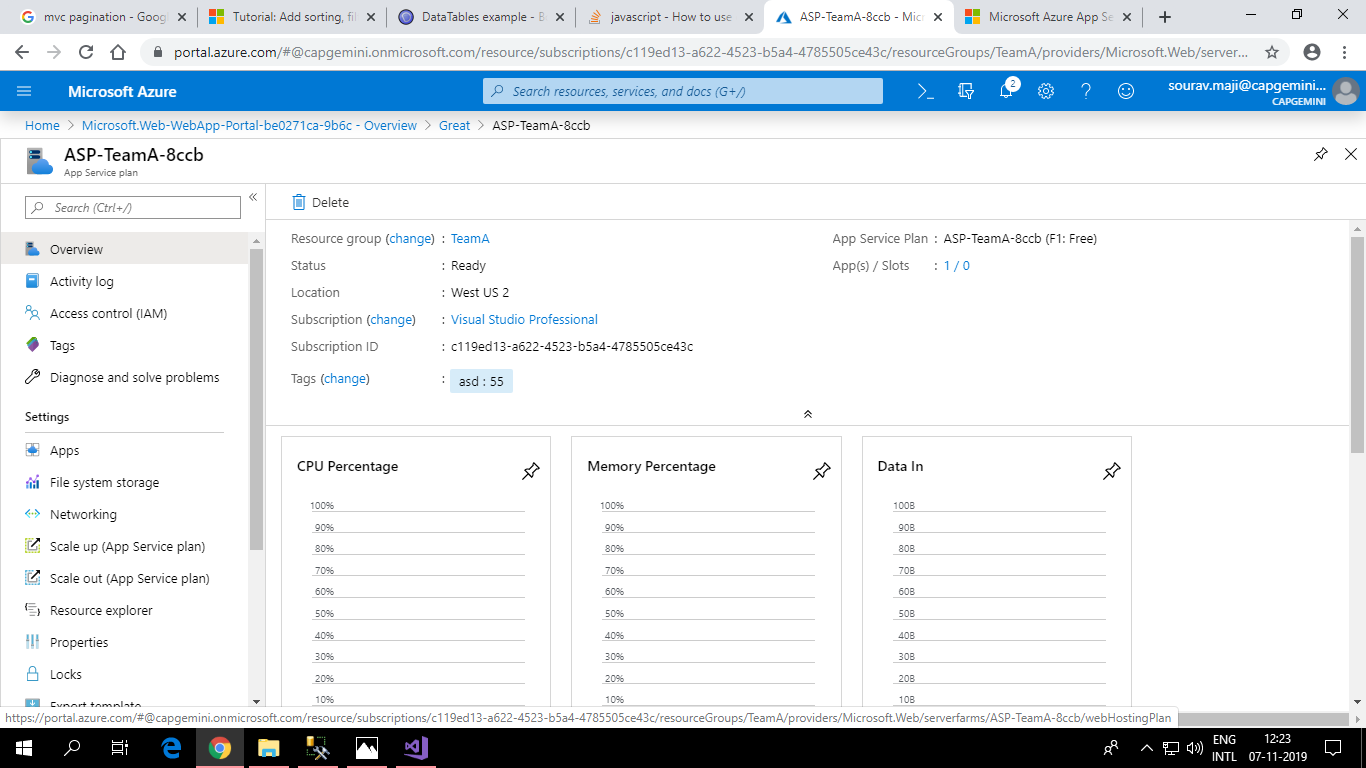 mvc pagination - Goog
Tutorial: Add sorting, fil
DataTables example - B
javascript - How to use
ASP-TeamA-8ccb - Micr
Microsoft Azure App Se
portal.azure.com/#@capgemini.onmicrosoft.com/resource/subscriptions/c119ed13-a622-4523-b5a4-4785505ce43c/resourceGroups/TeamA/providers/Microsoft.Web/server...
Microsoft Azure
Search resources, services, and docs (G+/)
2
sourav.maji@capgemini...
CAPGEMINI
Home > Microsoft.Web-WebApp-Portal-be0271ca-9b6c - Overview > Great > ASP-TeamA-8ccb
ASP-TeamA-8ccb
App Service plan
Search (Ctrl+/)
Overview
Activity log
Access control (IAM)
Tags
Diagnose and solve problems
Settings
Apps
File system storage
Networking
Scale up (App Service plan)
Scale out (App Service plan)
Resource explorer
Properties
Locks
Export template
Delete
Resource group (change) : TeamA
Status : Ready
Location : West US 2
Subscription (change) : Visual Studio Professional
Subscription ID : c119ed13-a622-4523-b5a4-4785505ce43c
Tags (change) : asd : 55
App Service Plan : ASP-TeamA-8ccb (F1: Free)
App(s) / Slots : 1 / 0
CPU Percentage
100%
90%
80%
70%
60%
50%
40%
30%
20%
10%
Memory Percentage
100%
90%
80%
70%
60%
50%
40%
30%
20%
10%
Data In
100B
90B
80B
70B
60B
50B
40B
30B
20B
10B
https://portal.azure.com/#@capgemini.onmicrosoft.com/resource/subscriptions/c119ed13-a622-4523-b5a4-4785505ce43c/resourceGroups/TeamA/providers/Microsoft.Web/serverfarms/ASP-TeamA-8ccb/webHostingPlan
ENG
INTL
12:23
07-11-2019